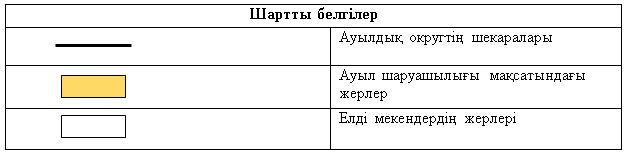 Шартты белгілер
Ауылдық округтің шекаралары
Ауыл шаруашылығы мақсатындағы
жерлер
Елді мекендердің жерлері